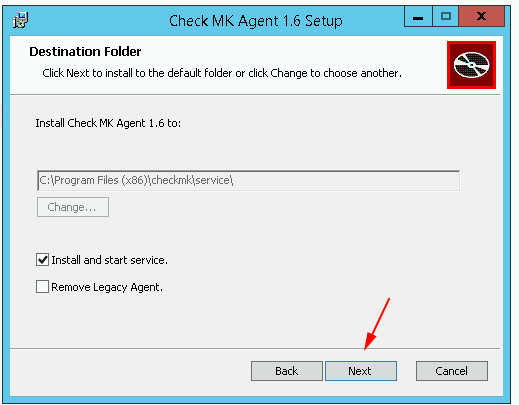 Check MK Agent 1.6 Setup
Destination Folder
Click Next to install to the default folder or click Change to choose another.
Install Check MK Agent 1.6 to:
C:\Program Files (x86)\checkmk\service\
Change...
Install and start service.
Remove Legacy Agent.
Back Next Cancel